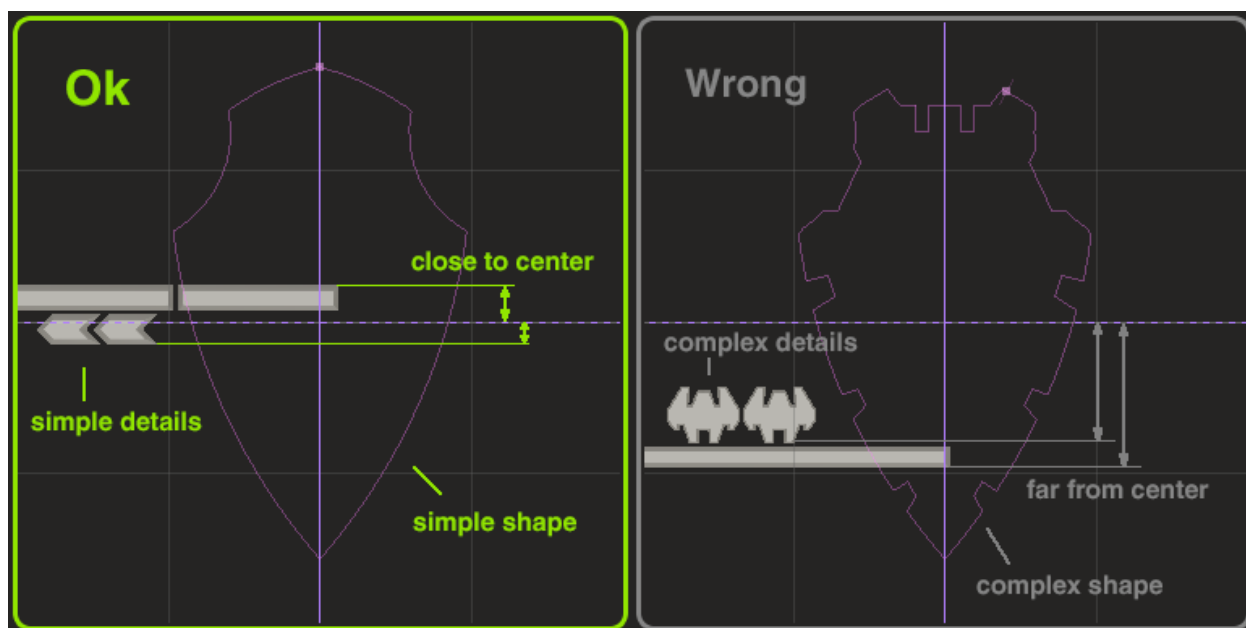 Ok
close to center
simple details
simple shape
Wrong
complex details
far from center
complex shape